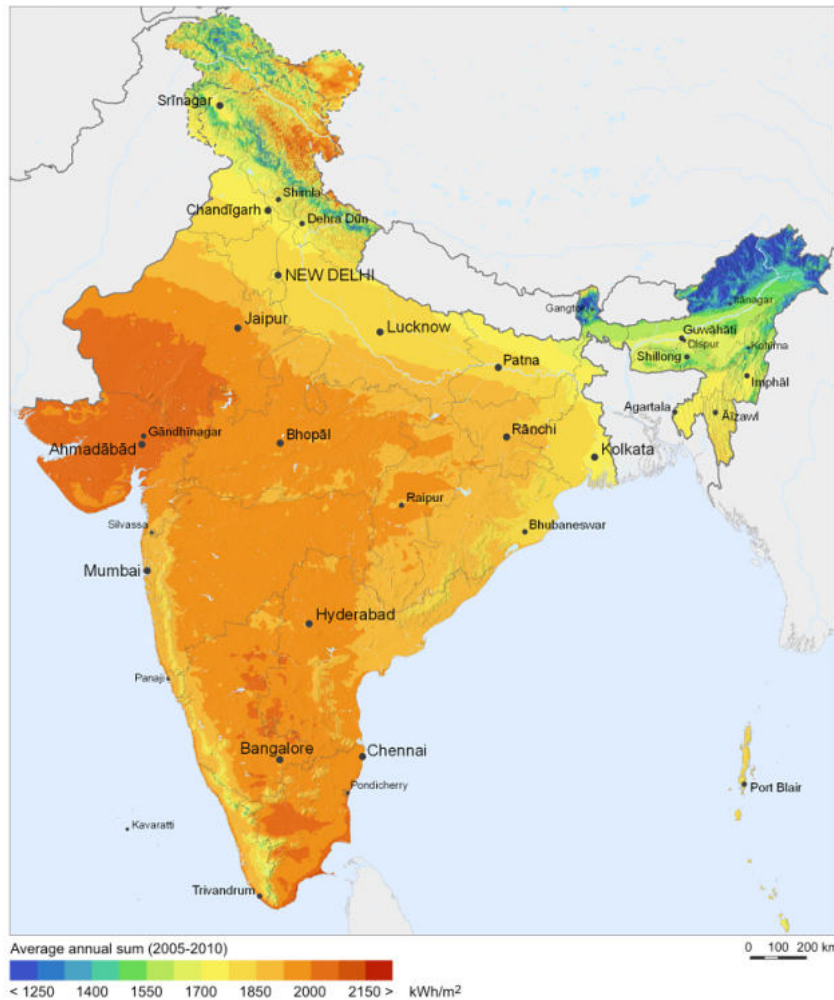 Srīnagar
Shimla
Chandīgarh
Dehra Dūn
NEW DELHI
Gangtok
Itānagar
Jaipur
Lucknow
Guwāhāti
Dispur
Kohīma
Shillong
Patna
Imphāl
Agartala
Āīzawl
Gāndhīnagar
Ahmadābād
Bhopāl
Rānchi
Kolkata
Raipur
Silvassa
Bhubaneswar
Mumbai
Hyderabad
Panaji
Bangalore
Chennai
Pondicherry
Port Blair
Kavaratti
Trivandrum
Average annual sum (2005-2010)
0 100 200 km
< 1250 1400 1550 1700 1850 2000 2150 > kWh/m²